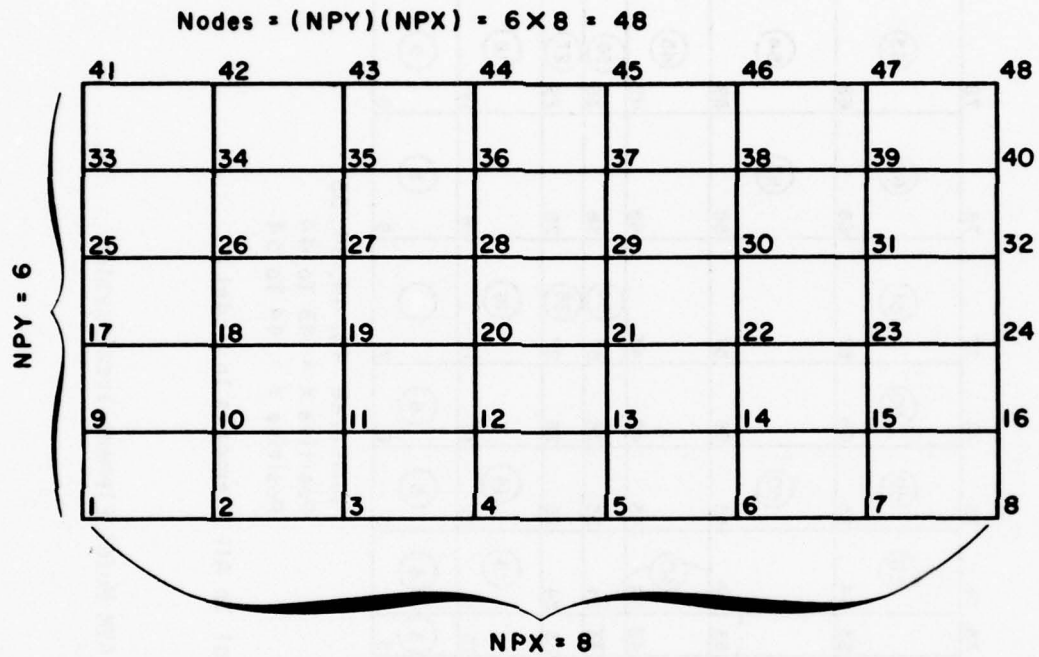 Nodes = (NPY)(NPX) = 6 X 8 = 48
41 42 43 44 45 46 47 48
33 34 35 36 37 38 39 40
25 26 27 28 29 30 31 32
NPY = 6
17 18 19 20 21 22 23 24
9 10 11 12 13 14 15 16
1 2 3 4 5 6 7 8
NPX = 8